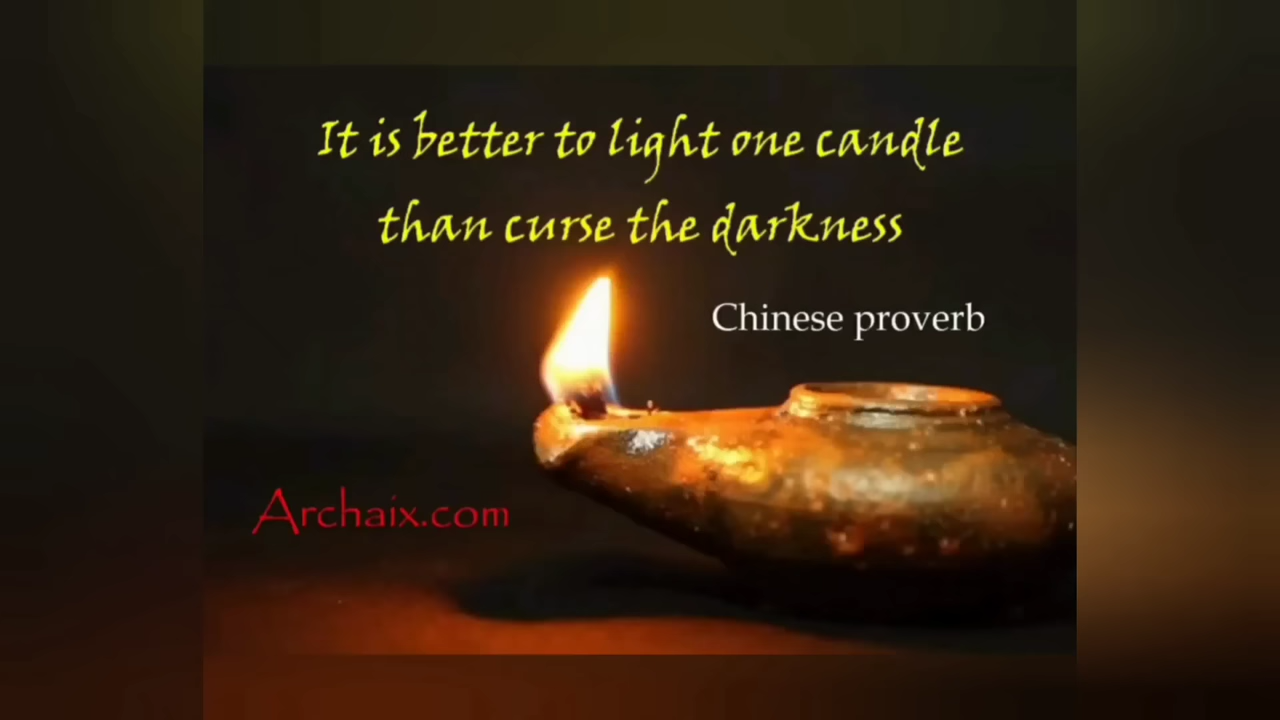 It is better to light one candle
than curse the darkness
Chinese proverb
Archaix.com